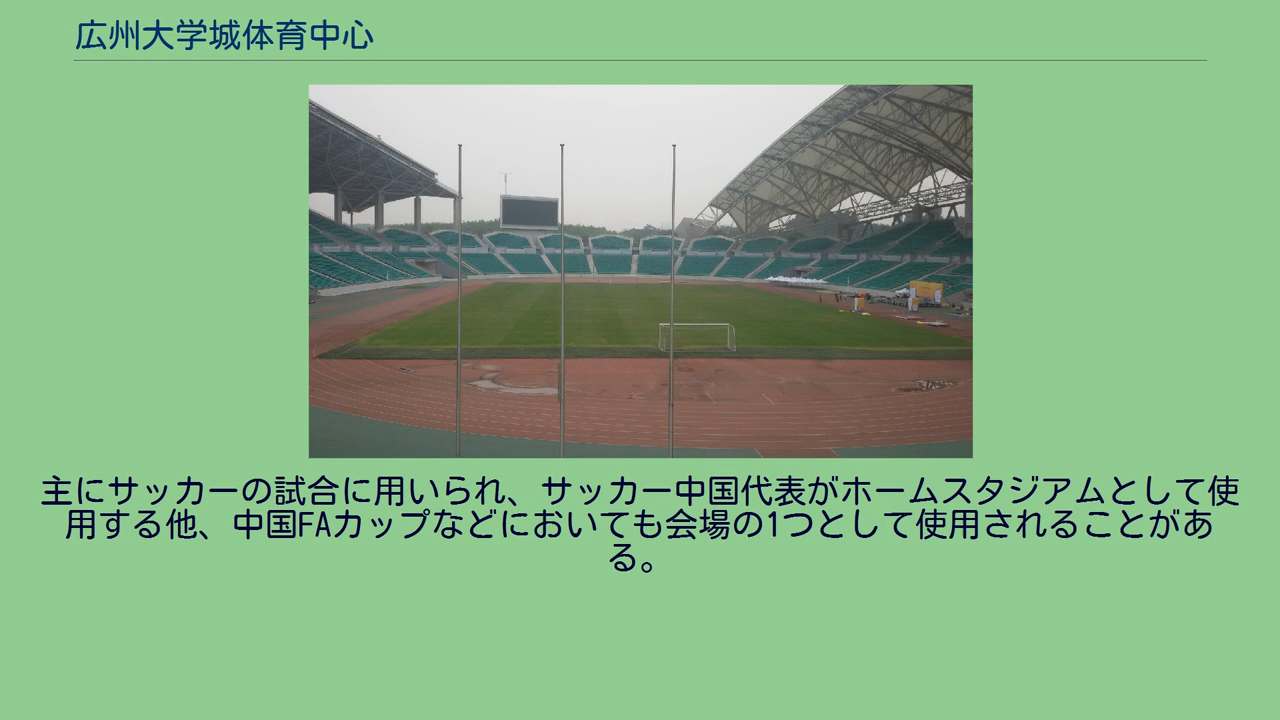 広州大学城体育中心
主にサッカーの試合に用いられ、サッカー中国代表がホームスタジアムとして使
用する他、中国FAカップなどにおいても会場の1つとして使用されることがあ
る。